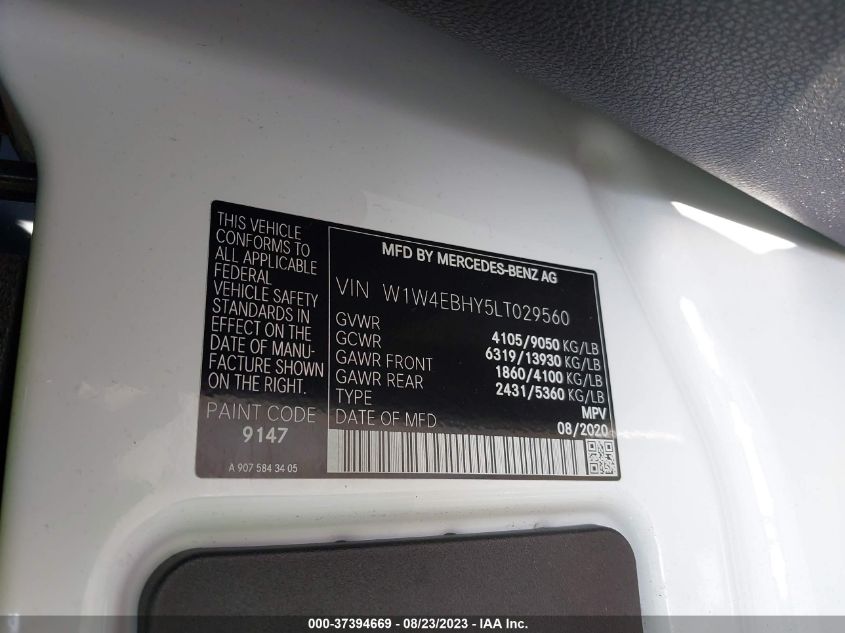 THIS VEHICLE
CONFORMS TO
ALL APPLICABLE
FEDERAL
VEHICLE SAFETY
STANDARDS IN
EFFECT ON THE
DATE OF MANU-
FACTURE SHOWN
ON THE RIGHT.
PAINT CODE
9147
A 907 584 34 05
MFD BY MERCEDES-BENZ AG
VIN W1W4EBHY5LT029560
GVWR 4105/9050 KG/LB
GCWR 6319/13930 KG/LB
GAWR FRONT 1860/4100 KG/LB
GAWR REAR 2431/5360 KG/LB
TYPE MPV
DATE OF MFD 08/2020
000-37394669 - 08/23/2023 - IAA Inc.